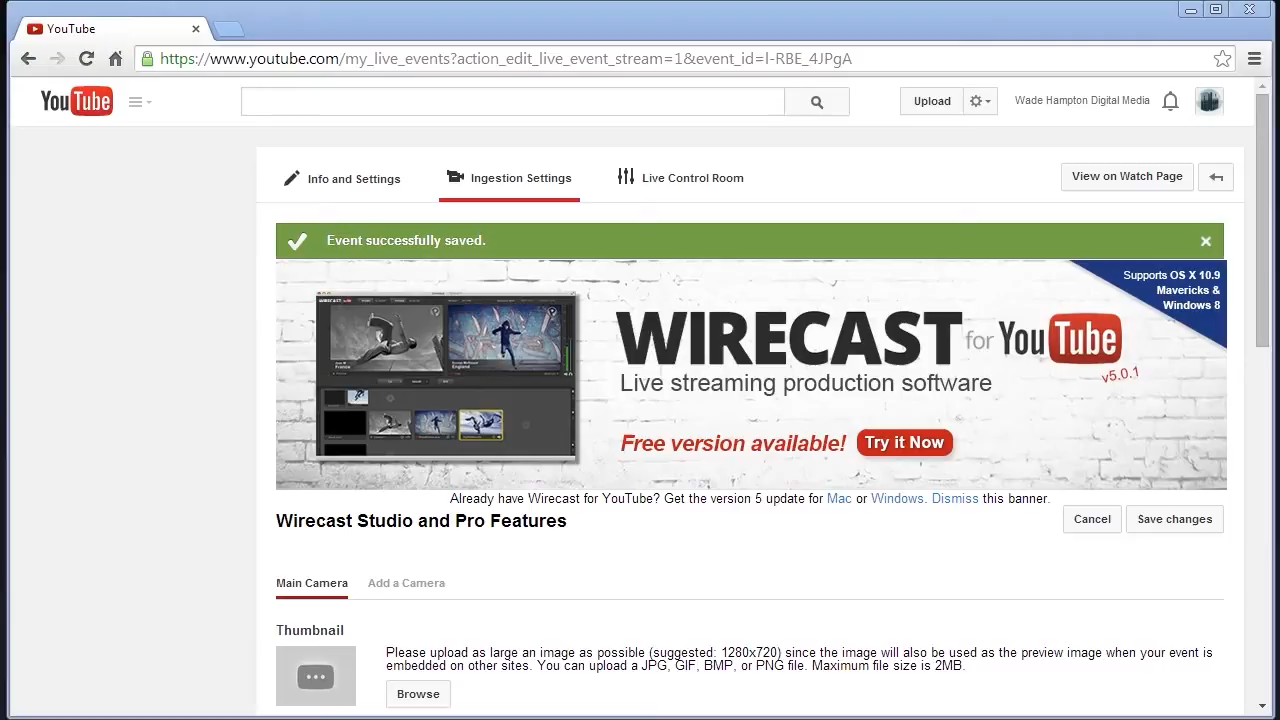 YouTube
https://www.youtube.com/my_live_events?action_edit_live_event_stream=1&event_id=l-RBE_4JPgA
YouTube
Upload
Wade Hampton Digital Media
Info and Settings
Ingestion Settings
Live Control Room
View on Watch Page
Event successfully saved.
Supports OS X 10.9
Mavericks &
Windows 8
WIRECAST for YouTube
v5.0.1
Live streaming production software
Free version available! Try it Now
Already have Wirecast for YouTube? Get the version 5 update for Mac or Windows. Dismiss this banner.
Wirecast Studio and Pro Features
Cancel
Save changes
Main Camera
Add a Camera
Thumbnail
Please upload as large an image as possible (suggested: 1280x720) since the image will also be used as the preview image when your event is
embedded on other sites. You can upload a JPG, GIF, BMP, or PNG file. Maximum file size is 2MB.
Browse